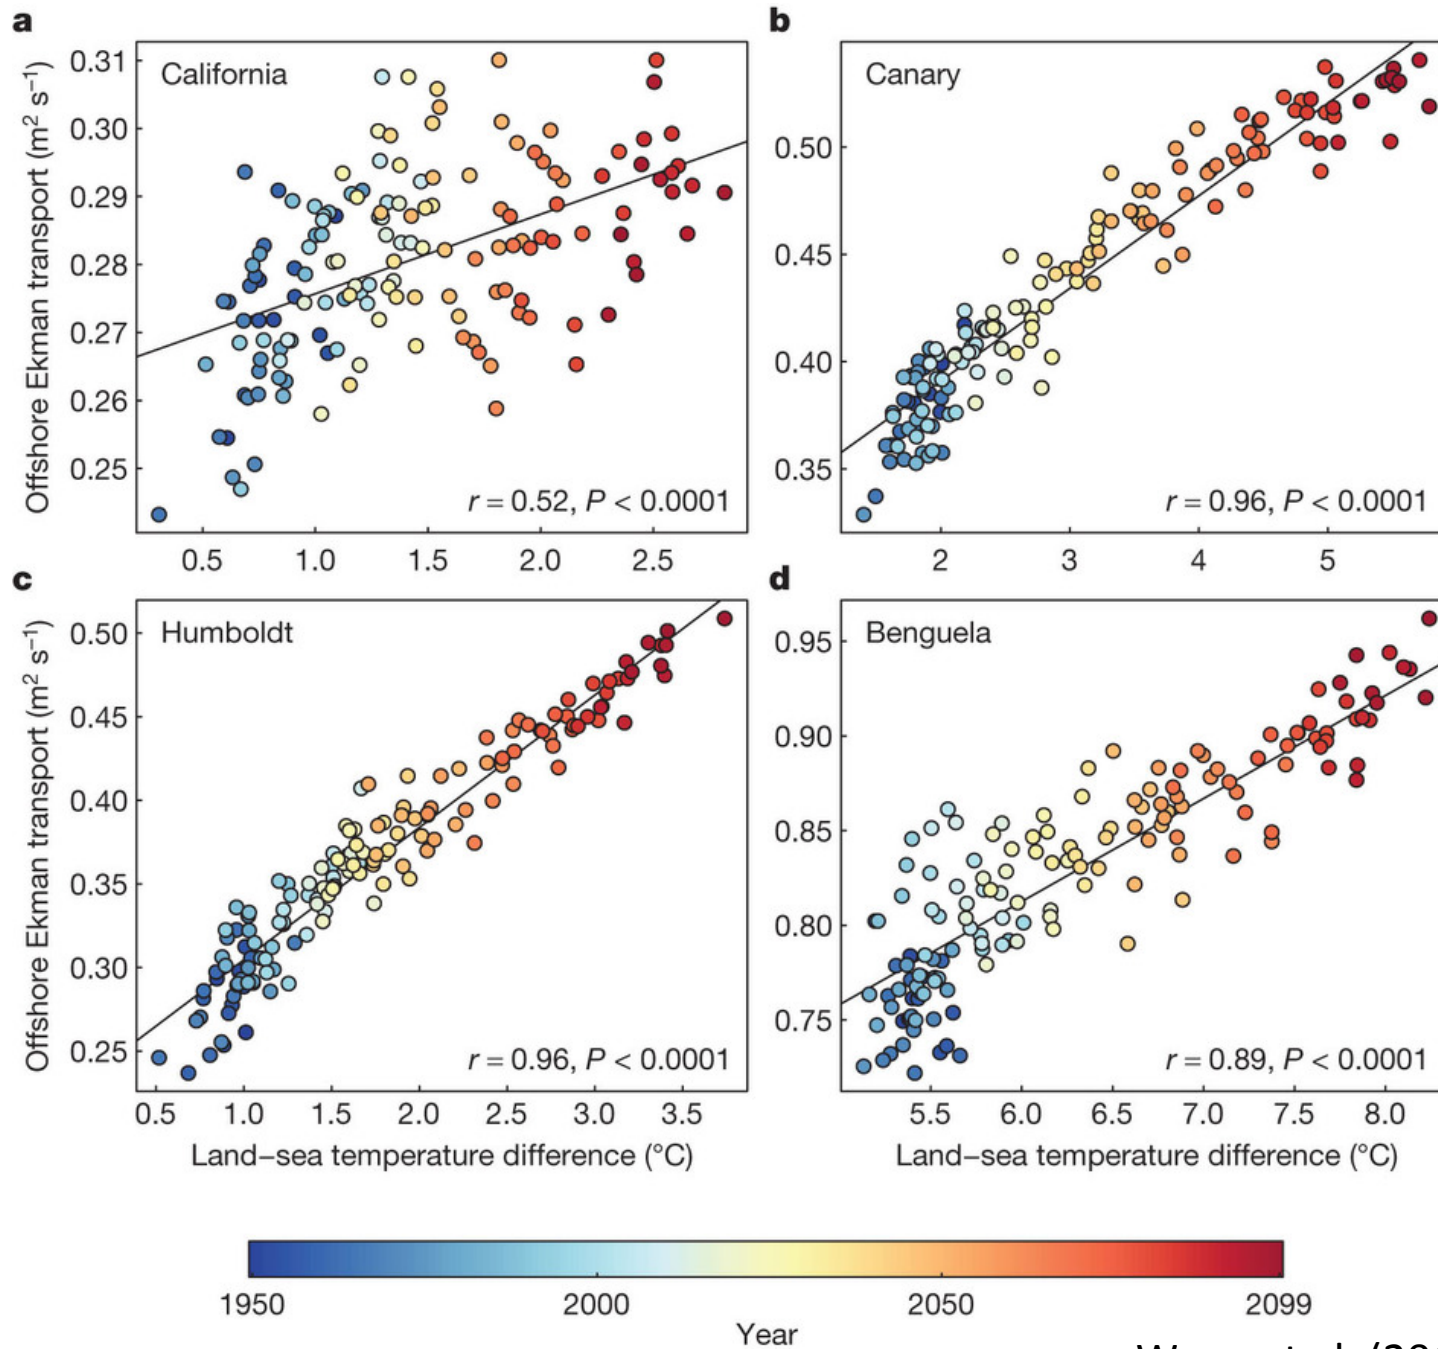 a
b
Offshore Ekman transport (m² s⁻¹)
0.31
0.30
0.29
0.28
0.27
0.26
0.25
California
r = 0.52, P < 0.0001
0.5 1.0 1.5 2.0 2.5
0.50
0.45
0.40
0.35
Canary
r = 0.96, P < 0.0001
2 3 4 5
c
d
Offshore Ekman transport (m² s⁻¹)
0.50
0.45
0.40
0.35
0.30
0.25
Humboldt
r = 0.96, P < 0.0001
0.5 1.0 1.5 2.0 2.5 3.0 3.5
Land–sea temperature difference (°C)
0.95
0.90
0.85
0.80
0.75
Benguela
r = 0.89, P < 0.0001
5.5 6.0 6.5 7.0 7.5 8.0
Land–sea temperature difference (°C)
1950 2000 2050 2099
Year